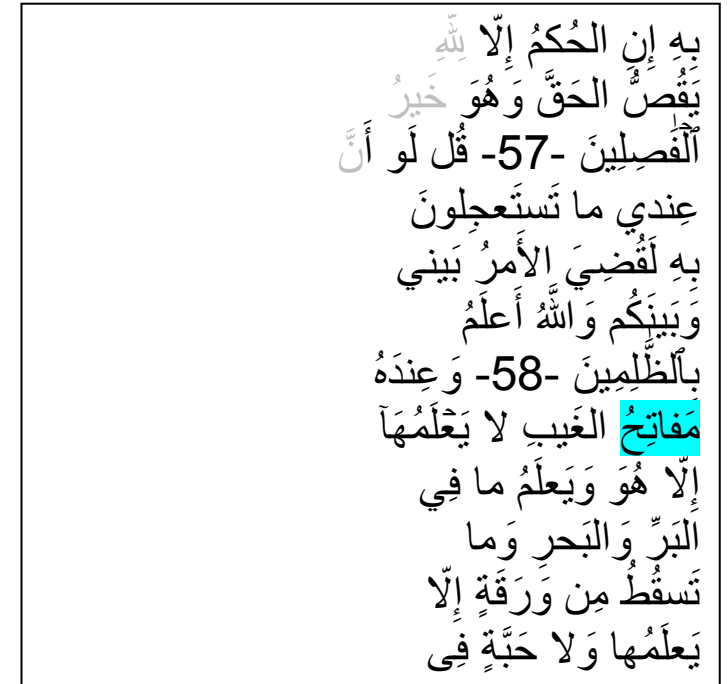 بِهِ إِنِ الحُكمُ إِلّا لِلَّهِ
يَقُصُّ الحَقَّ وَهُوَ خَيرُ
ٱلْفَٰصِلِينَ -57- قُل لَو أَنَّ
عِندي ما تَستَعجِلونَ
بِهِ لَقُضِيَ الأَمرُ بَيني
وَبَينَكُم وَاللَّهُ أَعلَمُ
بِٱلظَّٰلِمِينَ -58- وَعِندَهُ
مَفاتِحُ الغَيبِ لا يَعْلَمُهَآ
إِلّا هُوَ وَيَعلَمُ ما فِي
البَرِّ وَالبَحرِ وَما
تَسقُطُ مِن وَرَقَةٍ إِلّا
يَعلَمُها وَلا حَبَّةٍ فِى